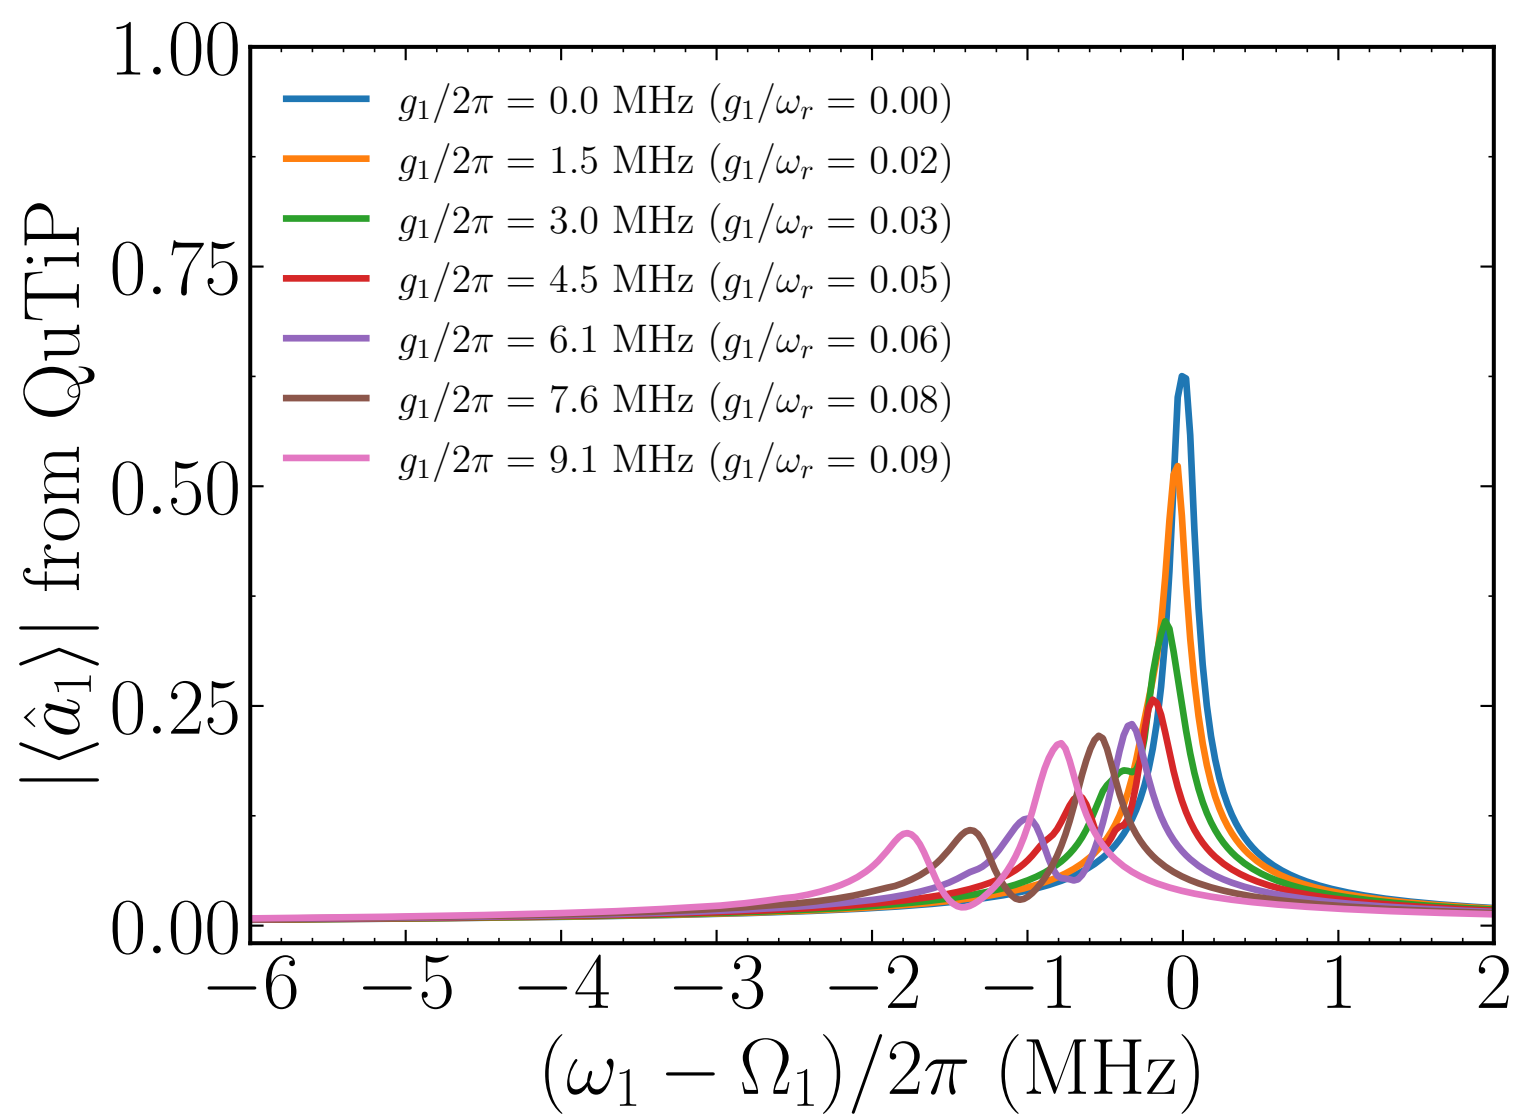 |⟨â₁⟩| from QuTiP
1.00
0.75
0.50
0.25
0.00
g₁/2π = 0.0 MHz (g₁/ωᵣ = 0.00)
g₁/2π = 1.5 MHz (g₁/ωᵣ = 0.02)
g₁/2π = 3.0 MHz (g₁/ωᵣ = 0.03)
g₁/2π = 4.5 MHz (g₁/ωᵣ = 0.05)
g₁/2π = 6.1 MHz (g₁/ωᵣ = 0.06)
g₁/2π = 7.6 MHz (g₁/ωᵣ = 0.08)
g₁/2π = 9.1 MHz (g₁/ωᵣ = 0.09)
−6 −5 −4 −3 −2 −1 0 1 2
(ω₁ − Ω₁)/2π (MHz)